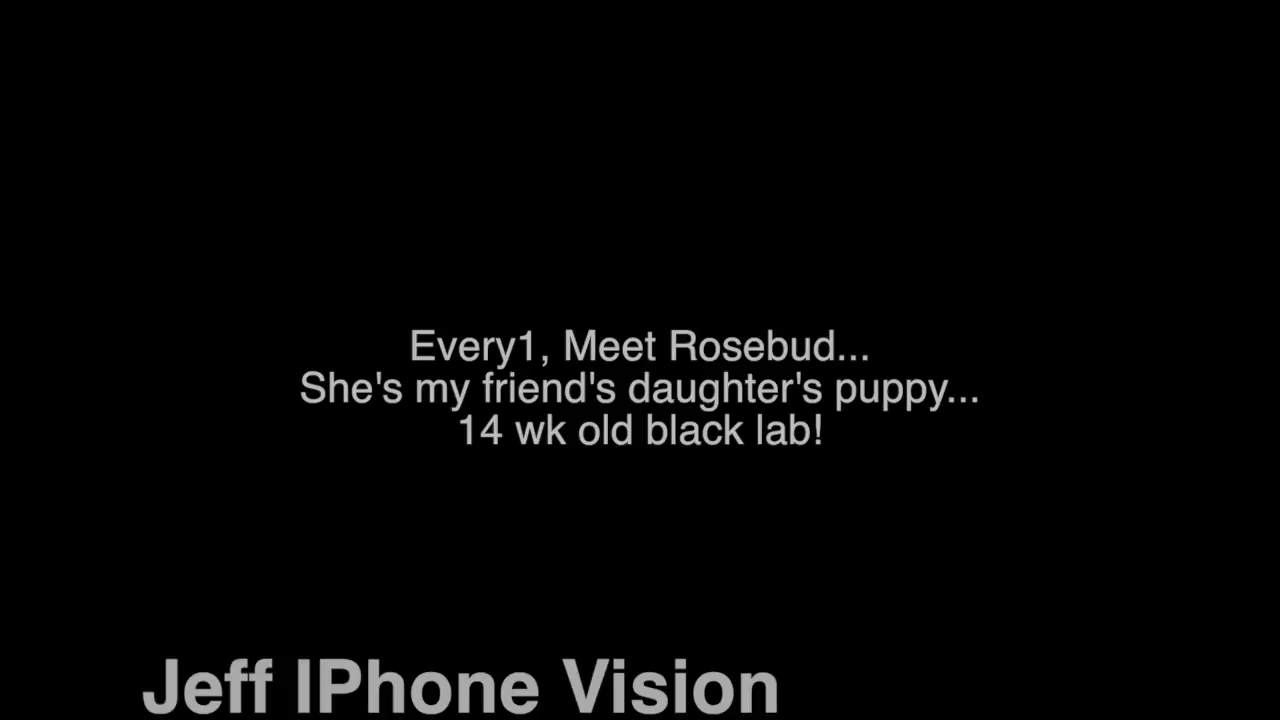 Every1, Meet Rosebud...
She's my friend's daughter's puppy...
14 wk old black lab!
Jeff IPhone Vision